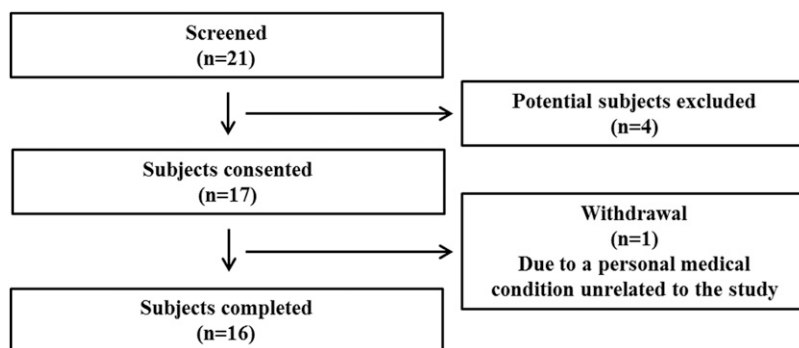 Screened
(n=21)
Potential subjects excluded
(n=4)
Subjects consented
(n=17)
Withdrawal
(n=1)
Due to a personal medical
condition unrelated to the study
Subjects completed
(n=16)